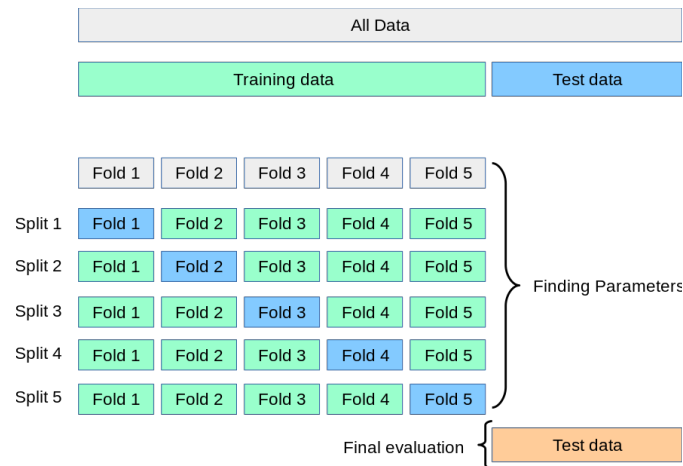 All Data
Training data Test data
Fold 1 Fold 2 Fold 3 Fold 4 Fold 5
Split 1 Fold 1 Fold 2 Fold 3 Fold 4 Fold 5
Split 2 Fold 1 Fold 2 Fold 3 Fold 4 Fold 5
Finding Parameters
Split 3 Fold 1 Fold 2 Fold 3 Fold 4 Fold 5
Split 4 Fold 1 Fold 2 Fold 3 Fold 4 Fold 5
Split 5 Fold 1 Fold 2 Fold 3 Fold 4 Fold 5
Final evaluation Test data